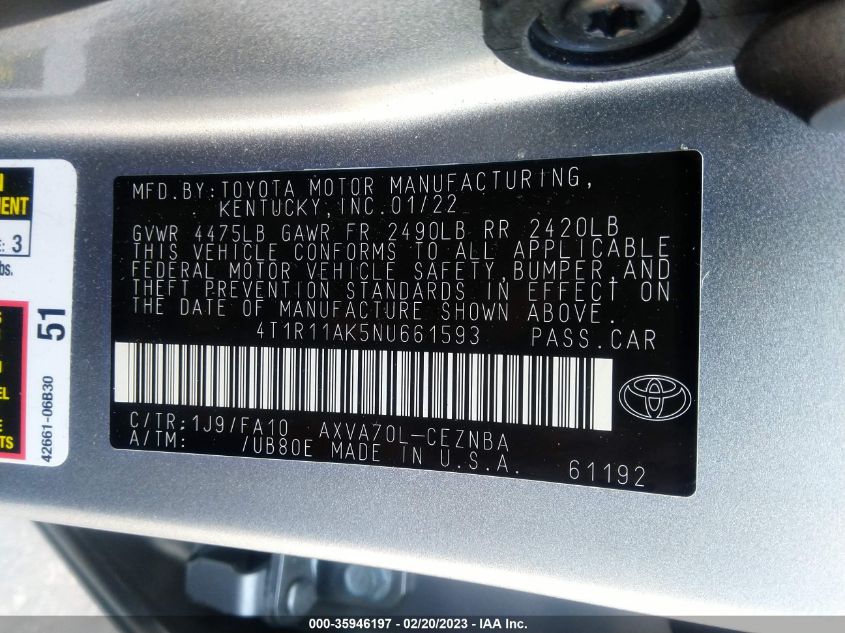 MFD.BY:TOYOTA MOTOR MANUFACTURING,
KENTUCKY,INC.01/22
GVWR 4475LB GAWR FR 2490LB RR 2420LB
THIS VEHICLE CONFORMS TO ALL APPLICABLE
FEDERAL MOTOR VEHICLE SAFETY,BUMPER,AND
THEFT PREVENTION STANDARDS IN EFFECT ON
THE DATE OF MANUFACTURE SHOWN ABOVE.
4T1R11AK5NU661593 PASS.CAR
C/TR:1J9/FA10 AXVA70L-CEZNBA
A/TM: /UB80E MADE IN U.S.A.
61192
3
51
42661-06B30
000-35946197 - 02/20/2023 - IAA Inc.